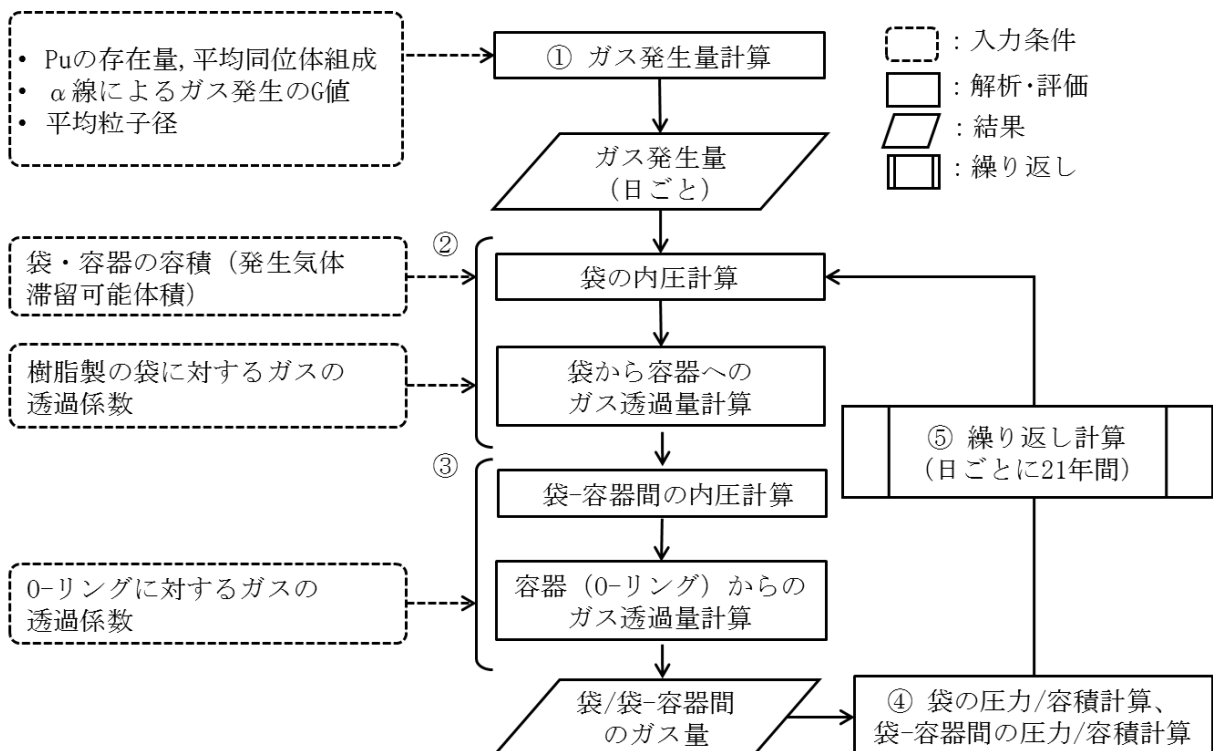 • Puの存在量,平均同位体組成
• α線によるガス発生のG値
• 平均粒子径
① ガス発生量計算
：入力条件
：解析･評価
：結果
：繰り返し
ガス発生量
(日ごと)
②
袋・容器の容積（発生気体
滞留可能体積）
袋の内圧計算
樹脂製の袋に対するガスの
透過係数
袋から容器への
ガス透過量計算
⑤ 繰り返し計算
(日ごとに21年間)
③
袋-容器間の内圧計算
O-リングに対するガスの
透過係数
容器（O-リング）からの
ガス透過量計算
袋/袋-容器間
のガス量
④ 袋の圧力/容積計算、
袋-容器間の圧力/容積計算